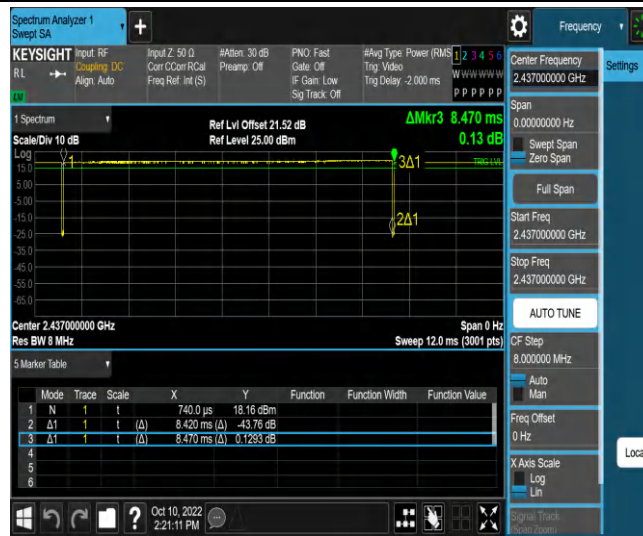 Spectrum Analyzer 1
Swept SA
Frequency
KEYSIGHT
RL
Input: RF
Coupling: DC
Align: Auto
Input Z: 50 Ω
Corr CCorr RCal
Freq Ref: Int (S)
#Atten: 30 dB
Preamp: Off
PNO: Fast
Gate: Off
IF Gain: Low
Sig Track: Off
#Avg Type: Power (RMS
Trig: Video
Trig Delay: -2.000 ms
1 2 3 4 5 6
W W W W W W
P P P P P P
1 Spectrum
Scale/Div 10 dB
Log
Ref Lvl Offset 21.52 dB
Ref Level 25.00 dBm
ΔMkr3 8.470 ms
0.13 dB
15.0
5.00
-5.00
-15.0
-25.0
-35.0
-45.0
-55.0
-65.0
1
3Δ1
TRIG LVL
2Δ1
Center 2.437000000 GHz
Res BW 8 MHz
Span 0 Hz
Sweep 12.0 ms (3001 pts)
5 Marker Table
Mode Trace Scale X Y Function Function Width Function Value
1 N 1 t 740.0 µs 18.16 dBm
2 Δ1 1 t (Δ) 8.420 ms (Δ) -43.76 dB
3 Δ1 1 t (Δ) 8.470 ms (Δ) 0.1293 dB
4
5
6
Oct 10, 2022
2:21:11 PM
Center Frequency
2.437000000 GHz
Span
0.00000000 Hz
Swept Span
Zero Span
Full Span
Start Freq
2.437000000 GHz
Stop Freq
2.437000000 GHz
AUTO TUNE
CF Step
8.000000 MHz
Auto
Man
Freq Offset
0 Hz
X Axis Scale
Log
Lin
Signal Track
(Span Zoom)
Settings
Loca